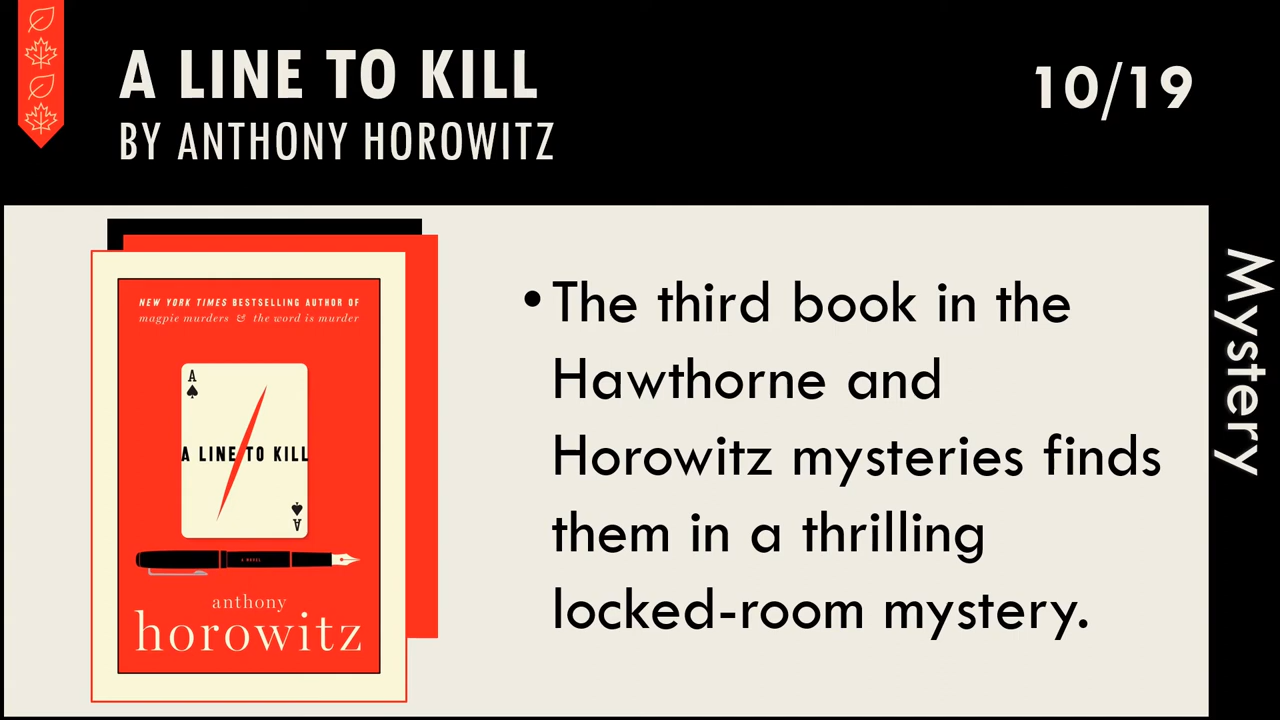 A LINE TO KILL
BY ANTHONY HOROWITZ
10/19
NEW YORK TIMES BESTSELLING AUTHOR OF
magpie murders & the word is murder
A
A LINE TO KILL
A
A NOVEL
anthony
horowitz
• The third book in the
Hawthorne and
Horowitz mysteries finds
them in a thrilling
locked-room mystery.
Mystery